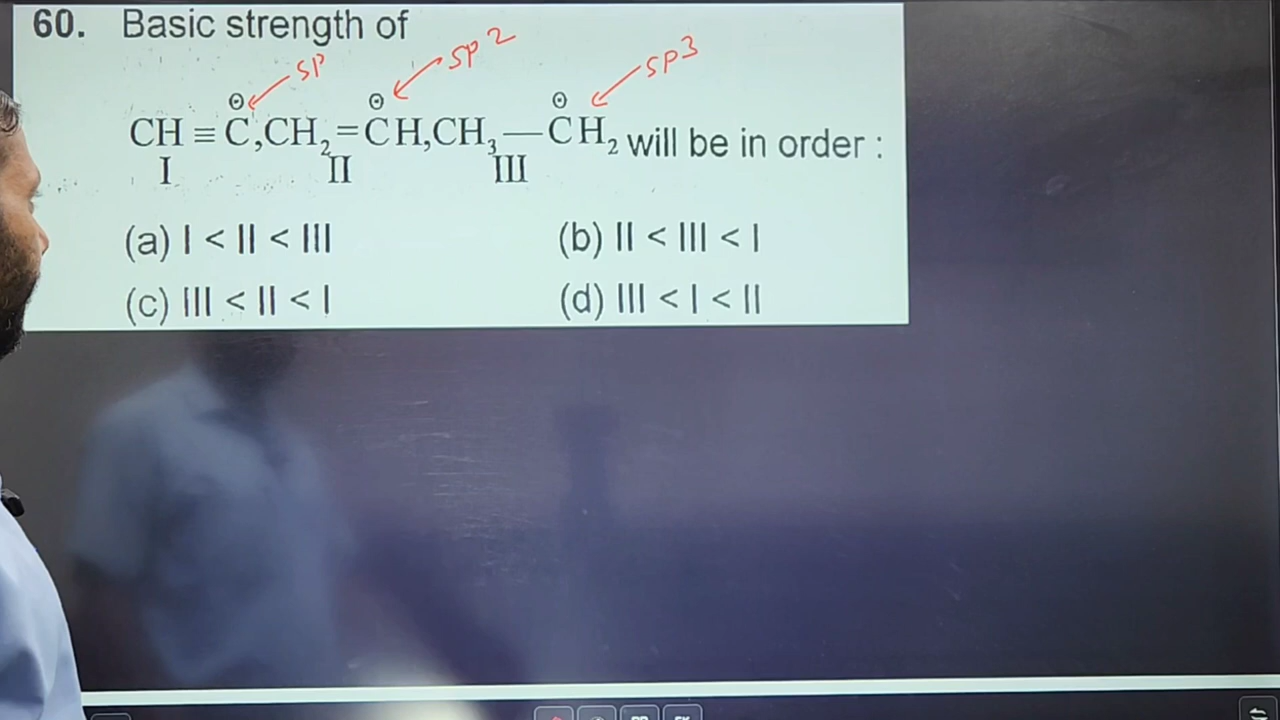 60. Basic strength of
sp sp2 sp3
CH ≡ C⊖, CH₂ = C⊖H, CH₃ — C⊖H₂ will be in order :
I II III
(a) I < II < III (b) II < III < I
(c) III < II < I (d) III < I < II